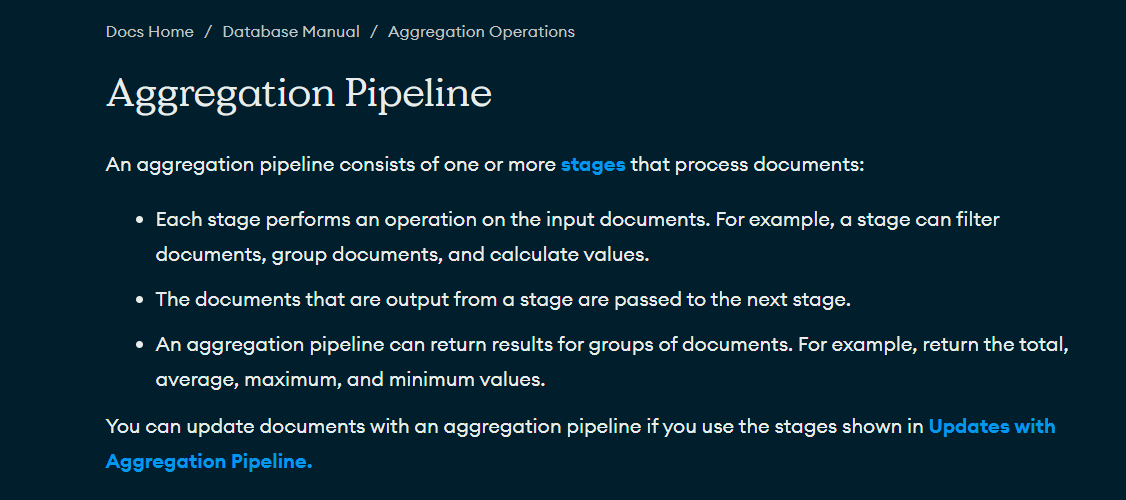 Docs Home / Database Manual / Aggregation Operations
Aggregation Pipeline
An aggregation pipeline consists of one or more stages that process documents:
• Each stage performs an operation on the input documents. For example, a stage can filter
documents, group documents, and calculate values.
• The documents that are output from a stage are passed to the next stage.
• An aggregation pipeline can return results for groups of documents. For example, return the total,
average, maximum, and minimum values.
You can update documents with an aggregation pipeline if you use the stages shown in Updates with
Aggregation Pipeline.